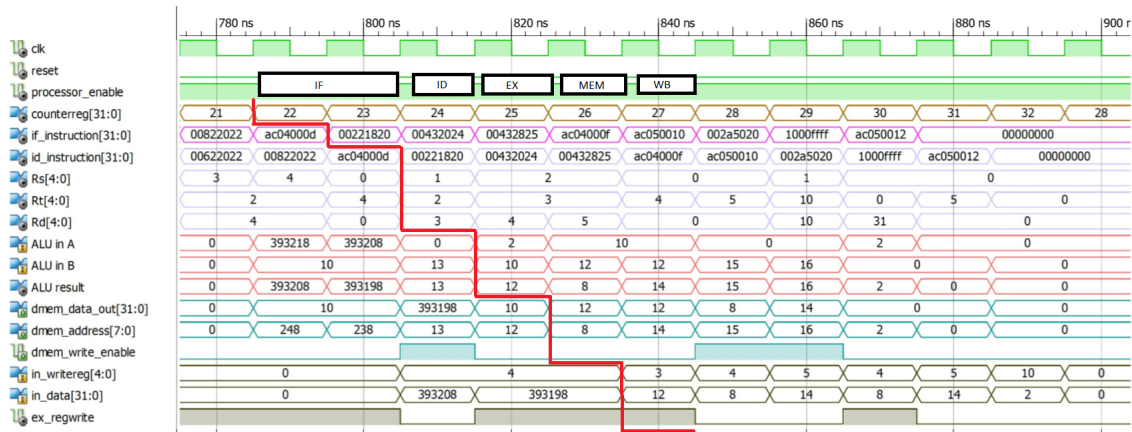 780 ns 800 ns 820 ns 840 ns 860 ns 880 ns 900 n
clk
reset
IF ID EX MEM WB
processor_enable
counterreg[31:0] 21 22 23 24 25 26 27 28 29 30 31 32 28
if_instruction[31:0] 00822022 ac04000d 00221820 00432024 00432825 ac04000f ac050010 002a5020 1000ffff ac050012 00000000
id_instruction[31:0] 00622022 00822022 ac04000d 00221820 00432024 00432825 ac04000f ac050010 002a5020 1000ffff ac050012 00000000
Rs[4:0] 3 4 0 1 2 0 1 0
Rt[4:0] 2 4 2 3 4 5 10 0 5 0
Rd[4:0] 4 0 3 4 5 0 10 31 0
ALU in A 0 393218 393208 0 2 10 0 2 0
ALU in B 0 10 13 10 12 12 15 16 0 0
ALU result 0 393208 393198 13 12 8 14 15 16 2 0 0
dmem_data_out[31:0] 0 10 393198 10 12 12 8 14 0 0
dmem_address[7:0] 0 248 238 13 12 8 14 15 16 2 0 0
dmem_write_enable
in_writereg[4:0] 0 4 3 4 5 4 5 10 0
in_data[31:0] 0 393208 393198 12 8 14 8 14 2 0
ex_regwrite